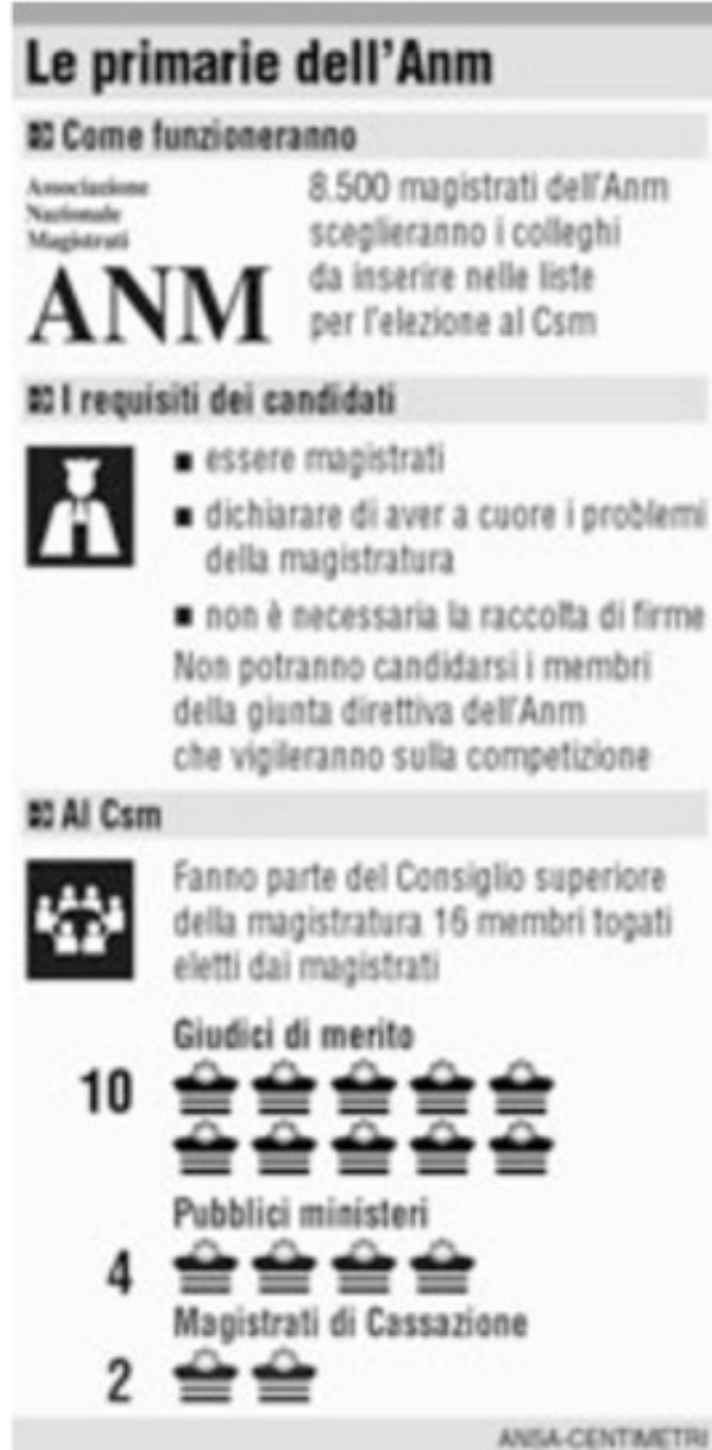 Le primarie dell'Anm
Come funzioneranno
Associazione
Nazionale
Magistrati
ANM
8.500 magistrati dell'Anm
sceglieranno i colleghi
da inserire nelle liste
per l'elezione al Csm
I requisiti dei candidati
■ essere magistrati
■ dichiarare di aver a cuore i problemi
della magistratura
■ non è necessaria la raccolta di firme
Non potranno candidarsi i membri
della giunta direttiva dell'Anm
che vigileranno sulla competizione
Al Csm
Fanno parte del Consiglio superiore
della magistratura 16 membri togati
eletti dai magistrati
Giudici di merito
10
Pubblici ministeri
4
Magistrati di Cassazione
2
ANSA-CENTIMETRI